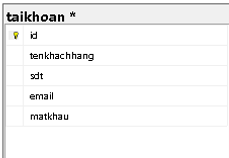 taikhoan *
id
tenkhachhang
sdt
email
matkhau